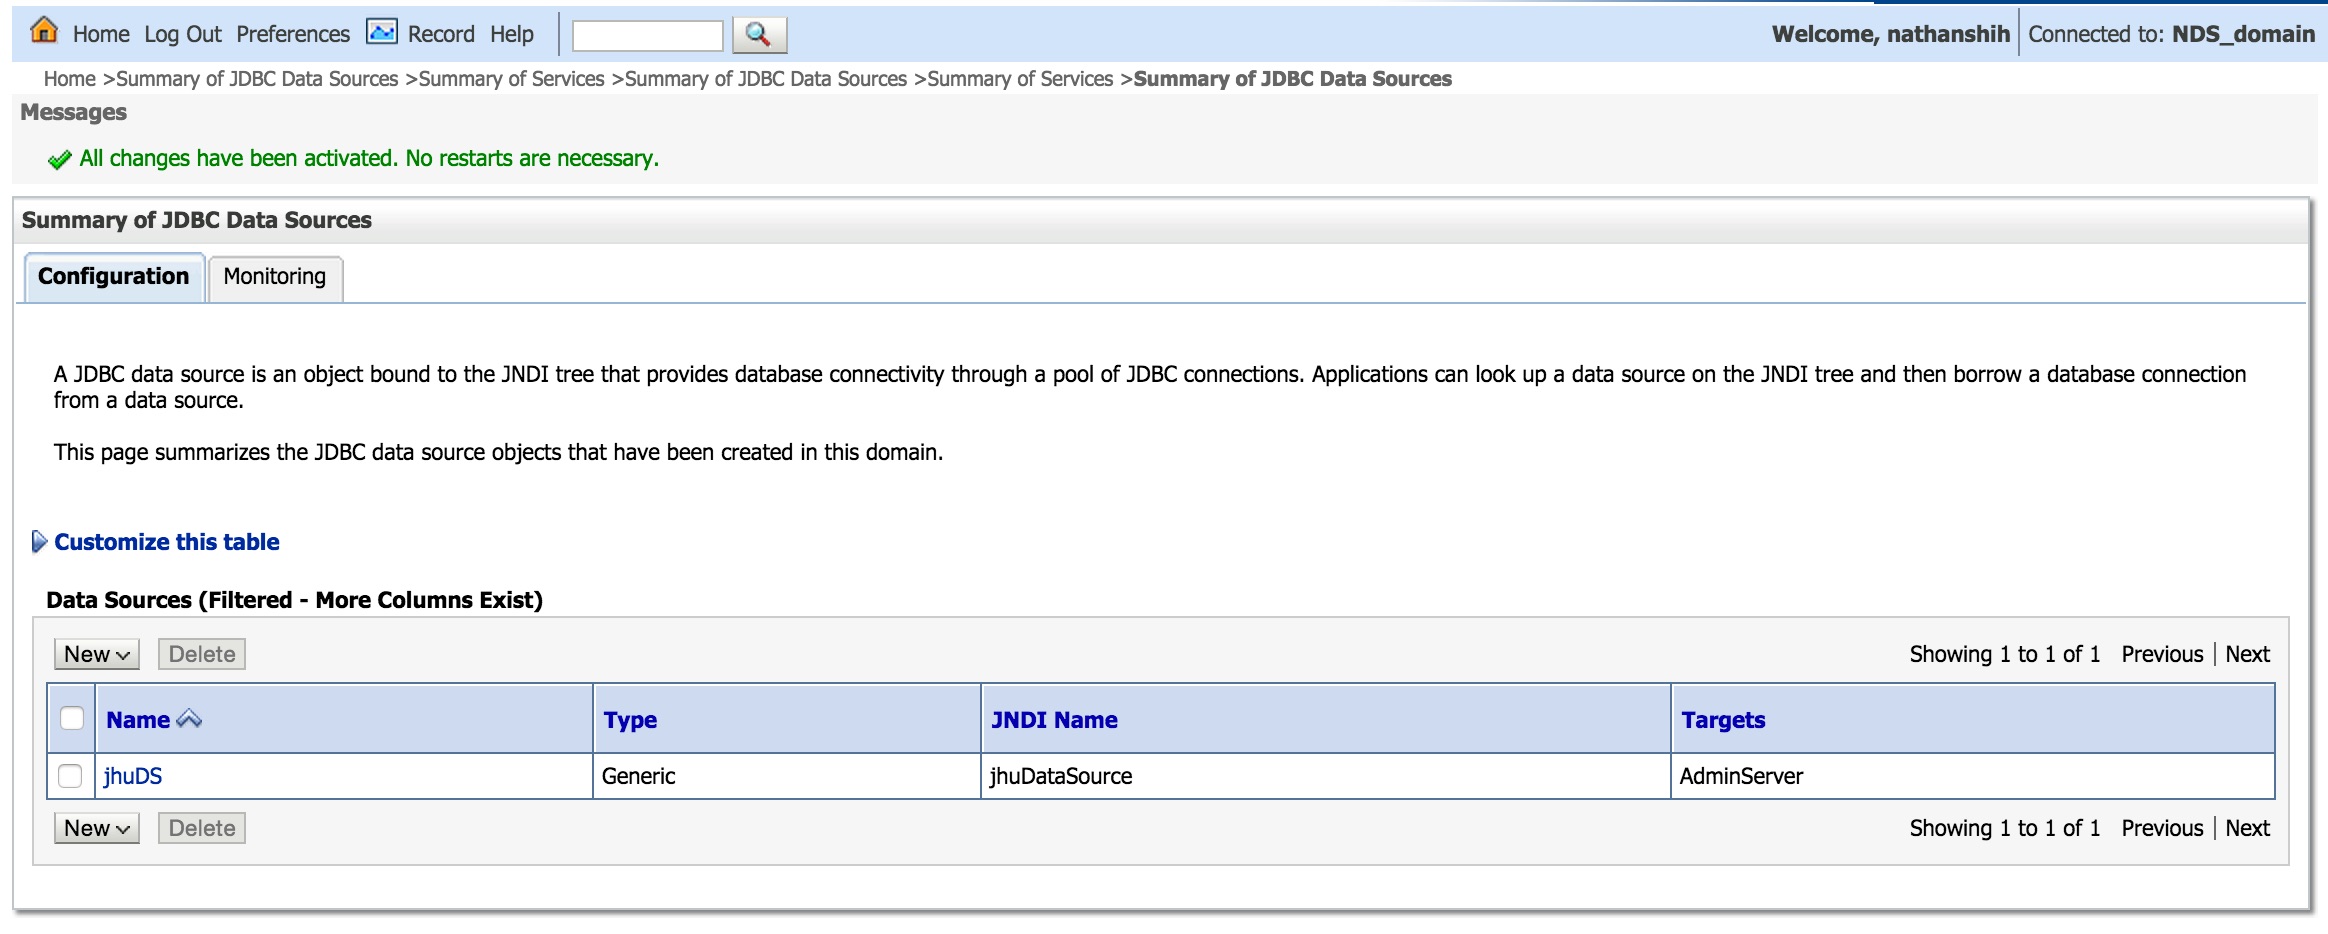 Home Log Out Preferences Record Help Welcome, nathanshih Connected to: NDS_domain
Home >Summary of JDBC Data Sources >Summary of Services >Summary of JDBC Data Sources >Summary of Services >Summary of JDBC Data Sources
Messages
All changes have been activated. No restarts are necessary.
Summary of JDBC Data Sources
Configuration Monitoring
A JDBC data source is an object bound to the JNDI tree that provides database connectivity through a pool of JDBC connections. Applications can look up a data source on the JNDI tree and then borrow a database connection
from a data source.
This page summarizes the JDBC data source objects that have been created in this domain.
Customize this table
Data Sources (Filtered - More Columns Exist)
New Delete Showing 1 to 1 of 1 Previous | Next
Name Type JNDI Name Targets
jhuDS Generic jhuDataSource AdminServer
New Delete Showing 1 to 1 of 1 Previous | Next